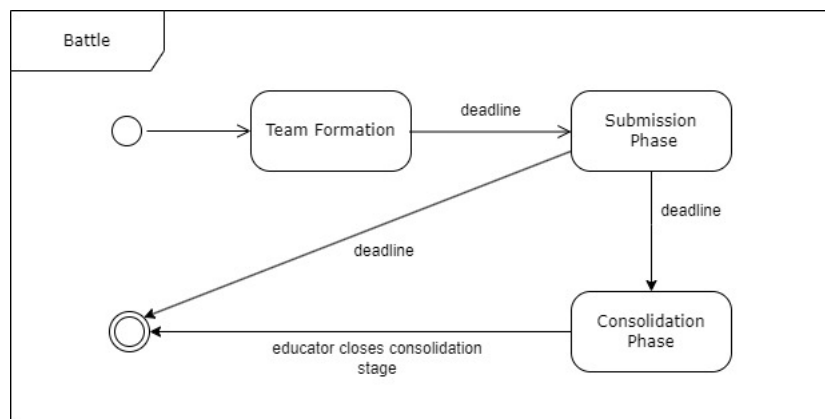 Battle
Team Formation
deadline
Submission
Phase
deadline
deadline
Consolidation
Phase
educator closes consolidation
stage